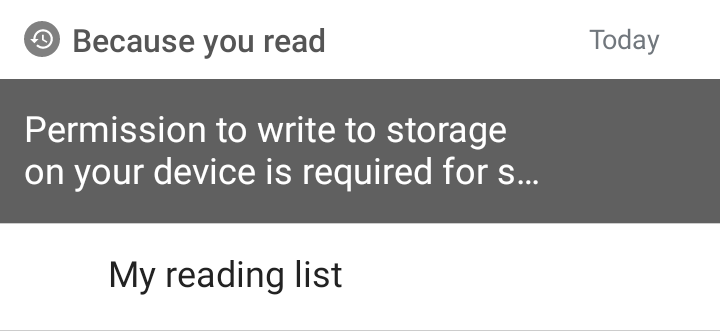 Because you read
Today
Permission to write to storage
on your device is required for s...
My reading list